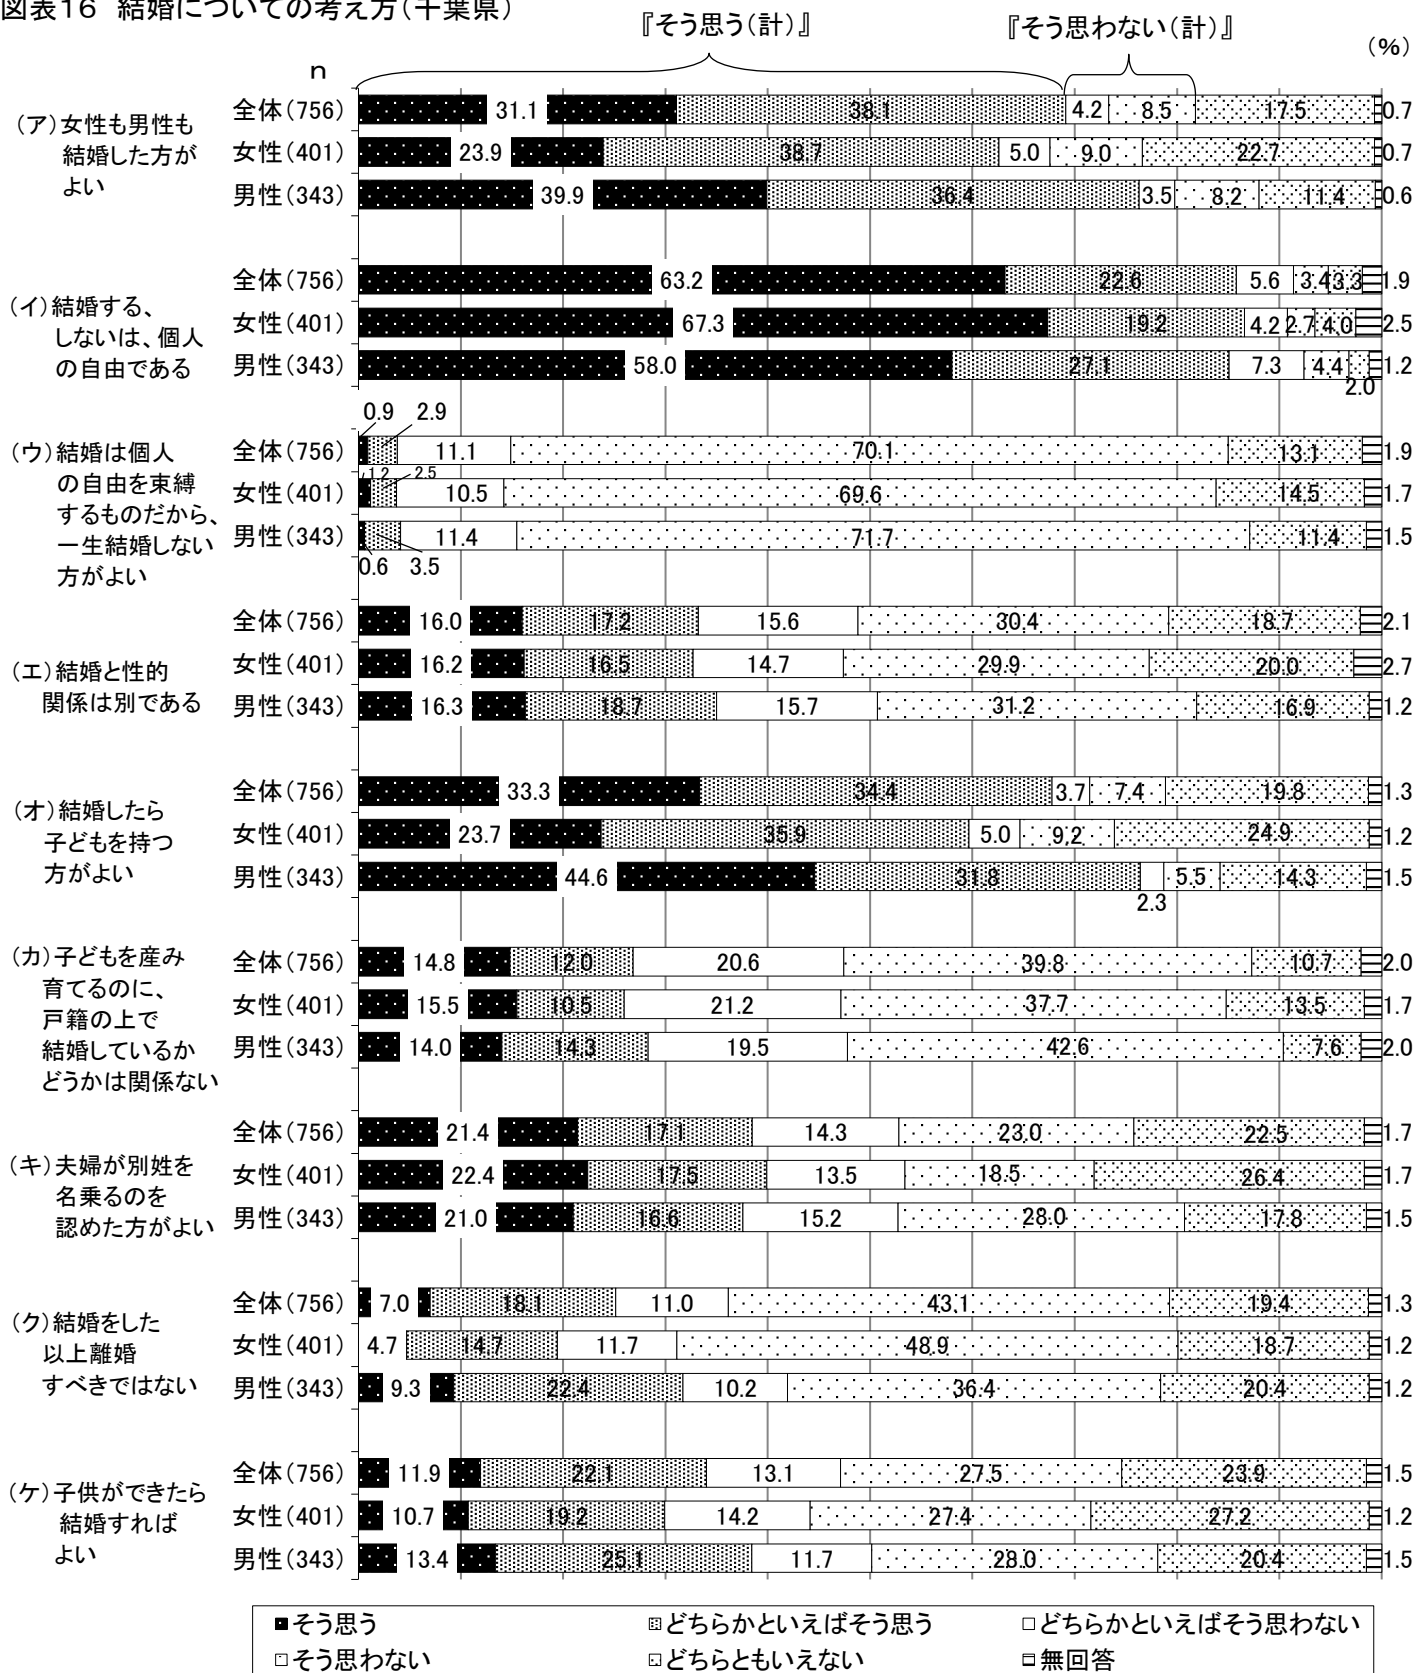 図表１６ 結婚についての考え方（千葉県）
『そう思う（計）』 『そう思わない（計）』
（％）
ｎ
（ア）女性も男性も
結婚した方が
よい
全体（756） 31.1 38.1 4.2 8.5 17.5 0.7
女性（401） 23.9 38.7 5.0 9.0 22.7 0.7
男性（343） 39.9 36.4 3.5 8.2 11.4 0.6
（イ）結婚する、
しないは、個人
の自由である
全体（756） 63.2 22.6 5.6 3.4 3.3 1.9
女性（401） 67.3 19.2 4.2 2.7 4.0 2.5
男性（343） 58.0 27.1 7.3 4.4 2.0 1.2
（ウ）結婚は個人
の自由を束縛
するものだから、
一生結婚しない
方がよい
全体（756） 0.9 2.9 11.1 70.1 13.1 1.9
女性（401） 1.2 2.5 10.5 69.6 14.5 1.7
男性（343） 0.6 3.5 11.4 71.7 11.4 1.5
（エ）結婚と性的
関係は別である
全体（756） 16.0 17.2 15.6 30.4 18.7 2.1
女性（401） 16.2 16.5 14.7 29.9 20.0 2.7
男性（343） 16.3 18.7 15.7 31.2 16.9 1.2
（オ）結婚したら
子どもを持つ
方がよい
全体（756） 33.3 34.4 3.7 7.4 19.8 1.3
女性（401） 23.7 35.9 5.0 9.2 24.9 1.2
男性（343） 44.6 31.8 2.3 5.5 14.3 1.5
（カ）子どもを産み
育てるのに、
戸籍の上で
結婚しているか
どうかは関係ない
全体（756） 14.8 12.0 20.6 39.8 10.7 2.0
女性（401） 15.5 10.5 21.2 37.7 13.5 1.7
男性（343） 14.0 14.3 19.5 42.6 7.6 2.0
（キ）夫婦が別姓を
名乗るのを
認めた方がよい
全体（756） 21.4 17.1 14.3 23.0 22.5 1.7
女性（401） 22.4 17.5 13.5 18.5 26.4 1.7
男性（343） 21.0 16.6 15.2 28.0 17.8 1.5
（ク）結婚をした
以上離婚
すべきではない
全体（756） 7.0 18.1 11.0 43.1 19.4 1.3
女性（401） 4.7 14.7 11.7 48.9 18.7 1.2
男性（343） 9.3 22.4 10.2 36.4 20.4 1.2
（ケ）子供ができたら
結婚すれば
よい
全体（756） 11.9 22.1 13.1 27.5 23.9 1.5
女性（401） 10.7 19.2 14.2 27.4 27.2 1.2
男性（343） 13.4 25.1 11.7 28.0 20.4 1.5
そう思う どちらかといえばそう思う どちらかといえばそう思わない
そう思わない どちらともいえない 無回答